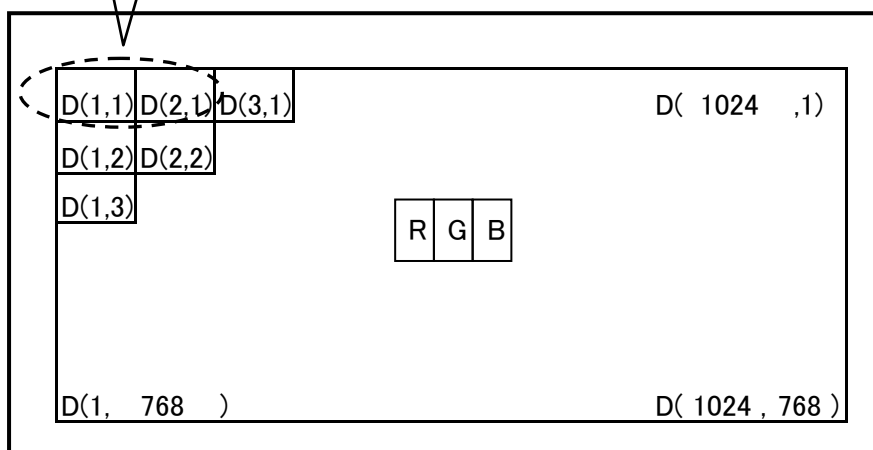 D(1,1) D(2,1) D(3,1) D( 1024 ,1)
D(1,2) D(2,2)
D(1,3)
R G B
D(1, 768 ) D( 1024 , 768 )